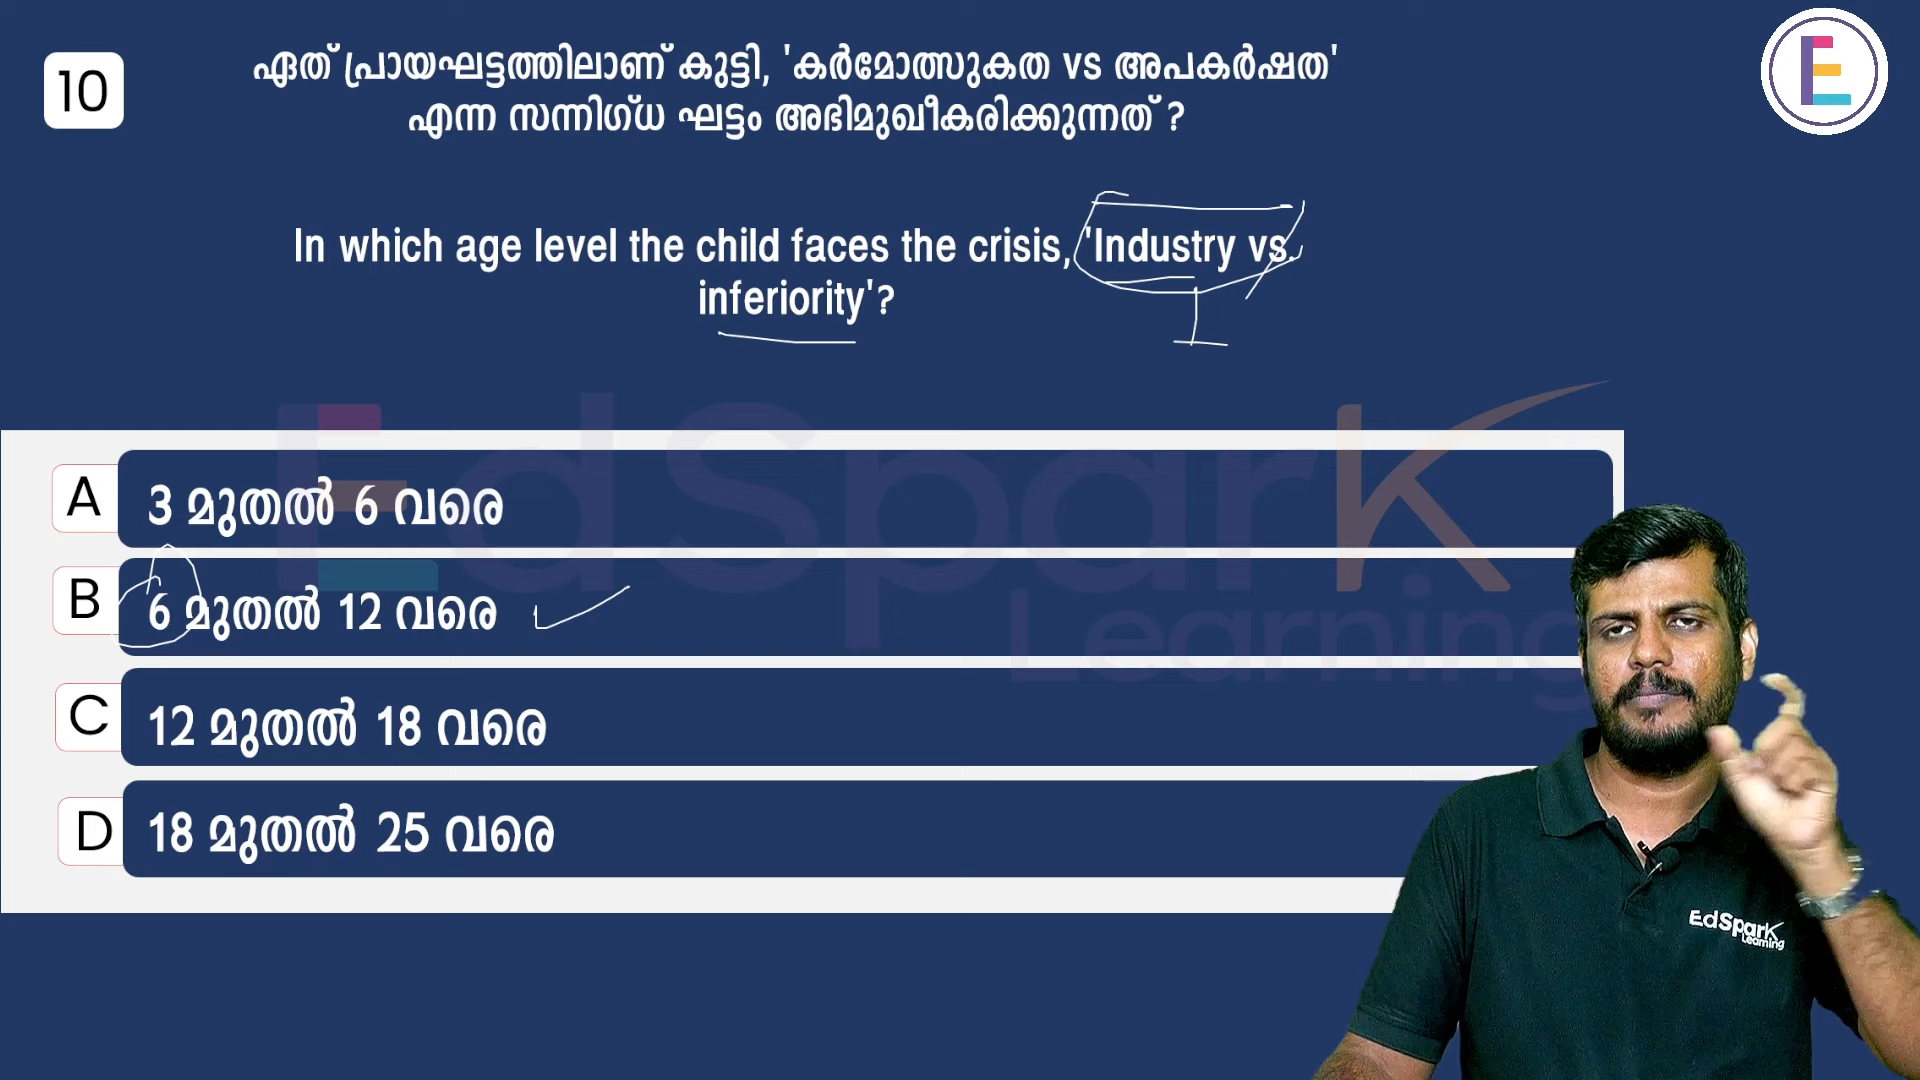 10
ഏത് പ്രായഘട്ടത്തിലാണ് കുട്ടി, 'കർമോത്സുകത vs അപകർഷത'
എന്ന സന്നിഗ്ധ ഘട്ടം അഭിമുഖീകരിക്കുന്നത് ?
In which age level the child faces the crisis, 'Industry vs.
inferiority'?
A 3 മുതൽ 6 വരെ
B 6 മുതൽ 12 വരെ
C 12 മുതൽ 18 വരെ
D 18 മുതൽ 25 വരെ
EdSpark
Learning
EdSpark
Learning